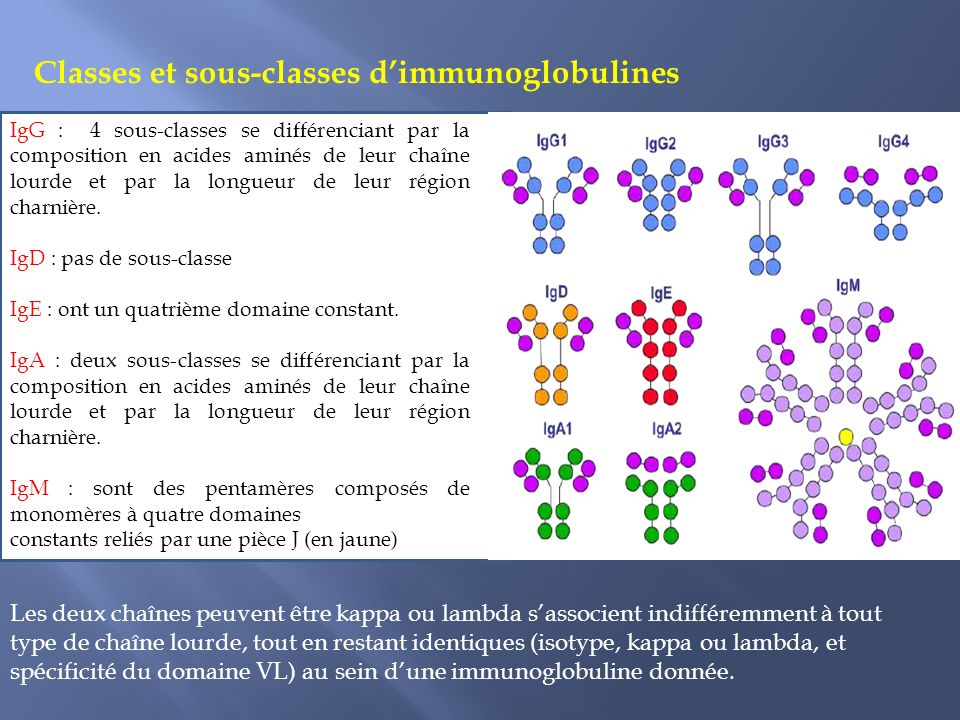 Classes et sous-classes d’immunoglobulines
IgG : 4 sous-classes se différenciant par la
composition en acides aminés de leur chaîne
lourde et par la longueur de leur région
charnière.
IgD : pas de sous-classe
IgE : ont un quatrième domaine constant.
IgA : deux sous-classes se différenciant par la
composition en acides aminés de leur chaîne
lourde et par la longueur de leur région
charnière.
IgM : sont des pentamères composés de
monomères à quatre domaines
constants reliés par une pièce J (en jaune)
IgG1
IgG2
IgG3
IgG4
IgD
IgE
IgM
IgA1
IgA2
Les deux chaînes peuvent être kappa ou lambda s’associent indifféremment à tout
type de chaîne lourde, tout en restant identiques (isotype, kappa ou lambda, et
spécificité du domaine VL) au sein d’une immunoglobuline donnée.